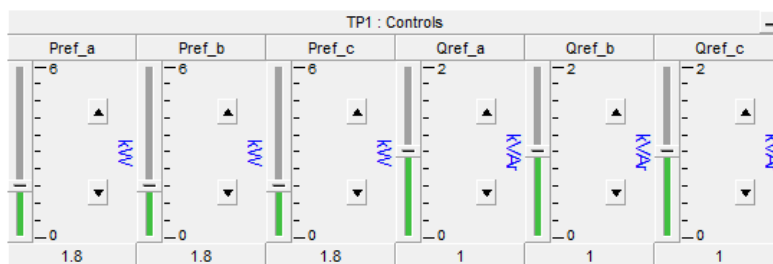 TP1 : Controls
Pref_a Pref_b Pref_c Qref_a Qref_b Qref_c
6 6 6 2 2 2
kW kW kW kVAr kVAr kVAr
0 0 0 0 0 0
1.8 1.8 1.8 1 1 1